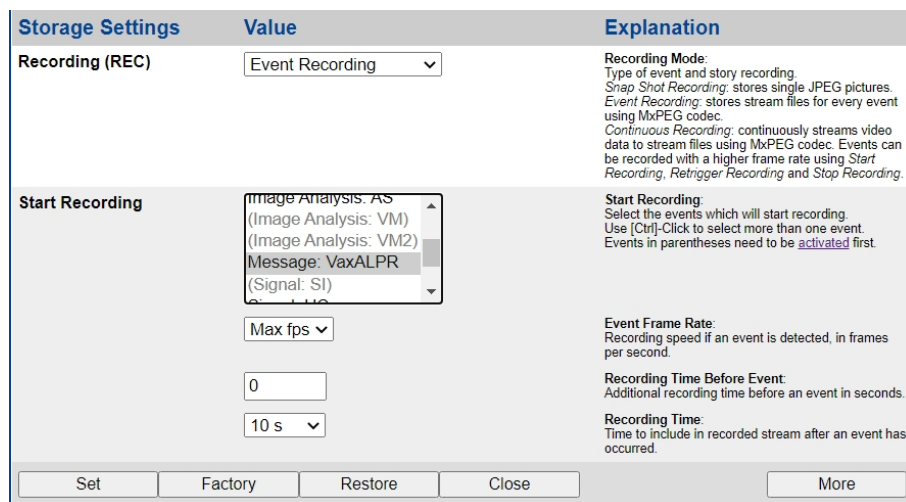 Storage Settings Value Explanation
Recording (REC)
Event Recording
Recording Mode:
Type of event and story recording.
Snap Shot Recording: stores single JPEG pictures.
Event Recording: stores stream files for every event
using MxPEG codec.
Continuous Recording: continuously streams video
data to stream files using MxPEG codec. Events can
be recorded with a higher frame rate using Start
Recording, Retrigger Recording and Stop Recording.
Start Recording
Image Analysis: AS
(Image Analysis: VM)
(Image Analysis: VM2)
Message: VaxALPR
(Signal: SI)
Start Recording:
Select the events which will start recording.
Use [Ctrl]-Click to select more than one event.
Events in parentheses need to be activated first.
Max fps
Event Frame Rate:
Recording speed if an event is detected, in frames
per second.
0
Recording Time Before Event:
Additional recording time before an event in seconds.
10 s
Recording Time:
Time to include in recorded stream after an event has
occurred.
Set Factory Restore Close More